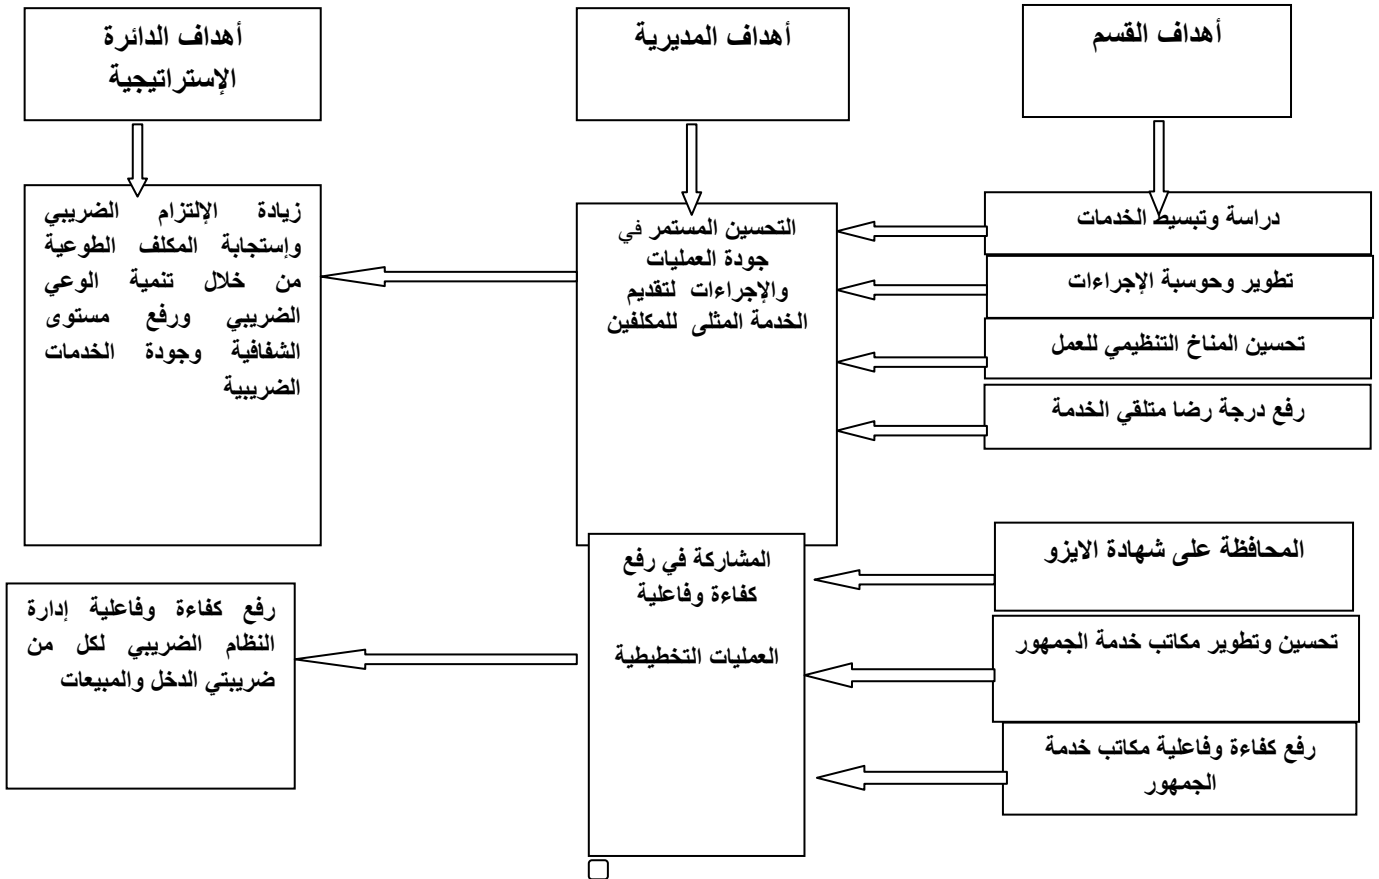 أهداف القسم
أهداف المديرية
أهداف الدائرة
الإستراتيجية
دراسة وتبسيط الخدمات
تطوير وحوسبة الإجراءات
تحسين المناخ التنظيمي للعمل
رفع درجة رضا متلقي الخدمة
التحسين المستمر في
جودة العمليات
والإجراءات لتقديم
الخدمة المثلى للمكلفين
زيادة الإلتزام الضريبي
وإستجابة المكلف الطوعية
من خلال تنمية الوعي
الضريبي ورفع مستوى
الشفافية وجودة الخدمات
الضريبية
المحافظة على شهادة الايزو
تحسين وتطوير مكاتب خدمة الجمهور
رفع كفاءة وفاعلية مكاتب خدمة
الجمهور
المشاركة في رفع
كفاءة وفاعلية
العمليات التخطيطية
رفع كفاءة وفاعلية إدارة
النظام الضريبي لكل من
ضريبتي الدخل والمبيعات